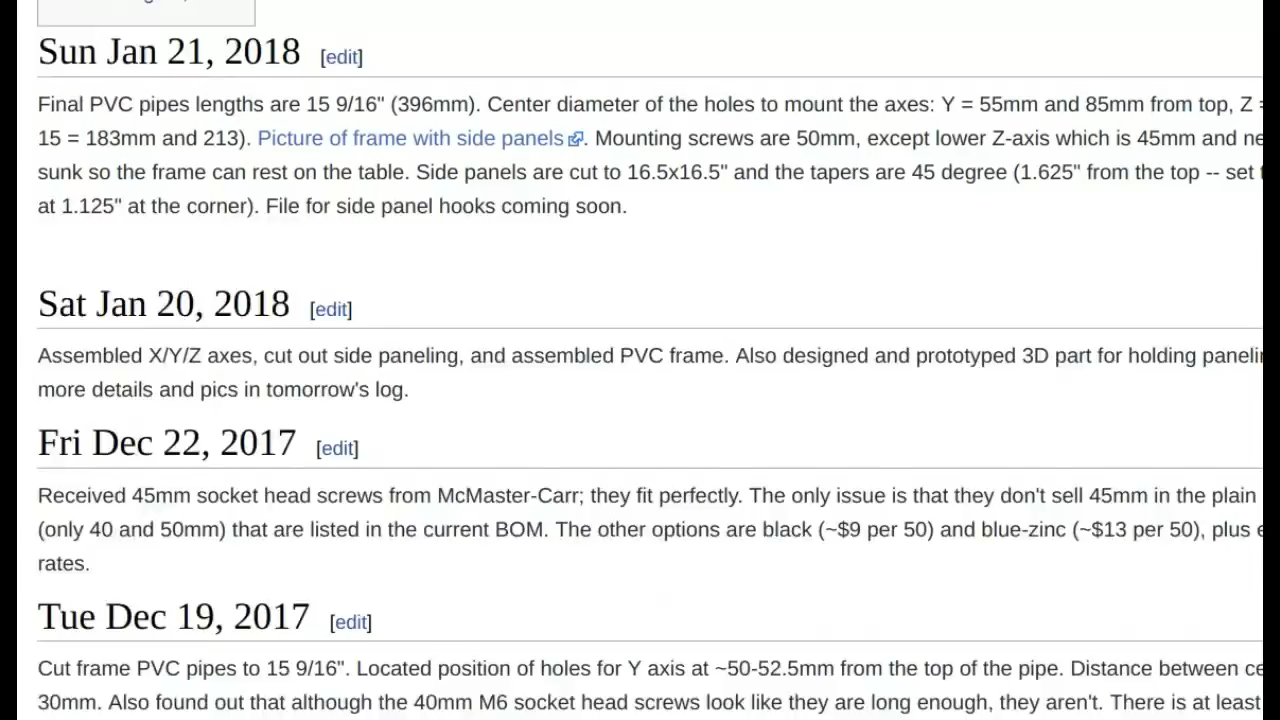 Sun Jan 21, 2018 [edit]
Final PVC pipes lengths are 15 9/16" (396mm). Center diameter of the holes to mount the axes: Y = 55mm and 85mm from top, Z =
15 = 183mm and 213). Picture of frame with side panels. Mounting screws are 50mm, except lower Z-axis which is 45mm and
sunk so the frame can rest on the table. Side panels are cut to 16.5x16.5" and the tapers are 45 degree (1.625" from the top -- set
at 1.125" at the corner). File for side panel hooks coming soon.
Sat Jan 20, 2018 [edit]
Assembled X/Y/Z axes, cut out side paneling, and assembled PVC frame. Also designed and prototyped 3D part for holding
more details and pics in tomorrow's log.
Fri Dec 22, 2017 [edit]
Received 45mm socket head screws from McMaster-Carr; they fit perfectly. The only issue is that they don't sell 45mm in the plain
(only 40 and 50mm) that are listed in the current BOM. The other options are black (~$9 per 50) and blue-zinc (~$13 per 50), plus
rates.
Tue Dec 19, 2017 [edit]
Cut frame PVC pipes to 15 9/16". Located position of holes for Y axis at ~50-52.5mm from the top of the pipe. Distance between
30mm. Also found out that although the 40mm M6 socket head screws look like they are long enough, they aren't. There is at least